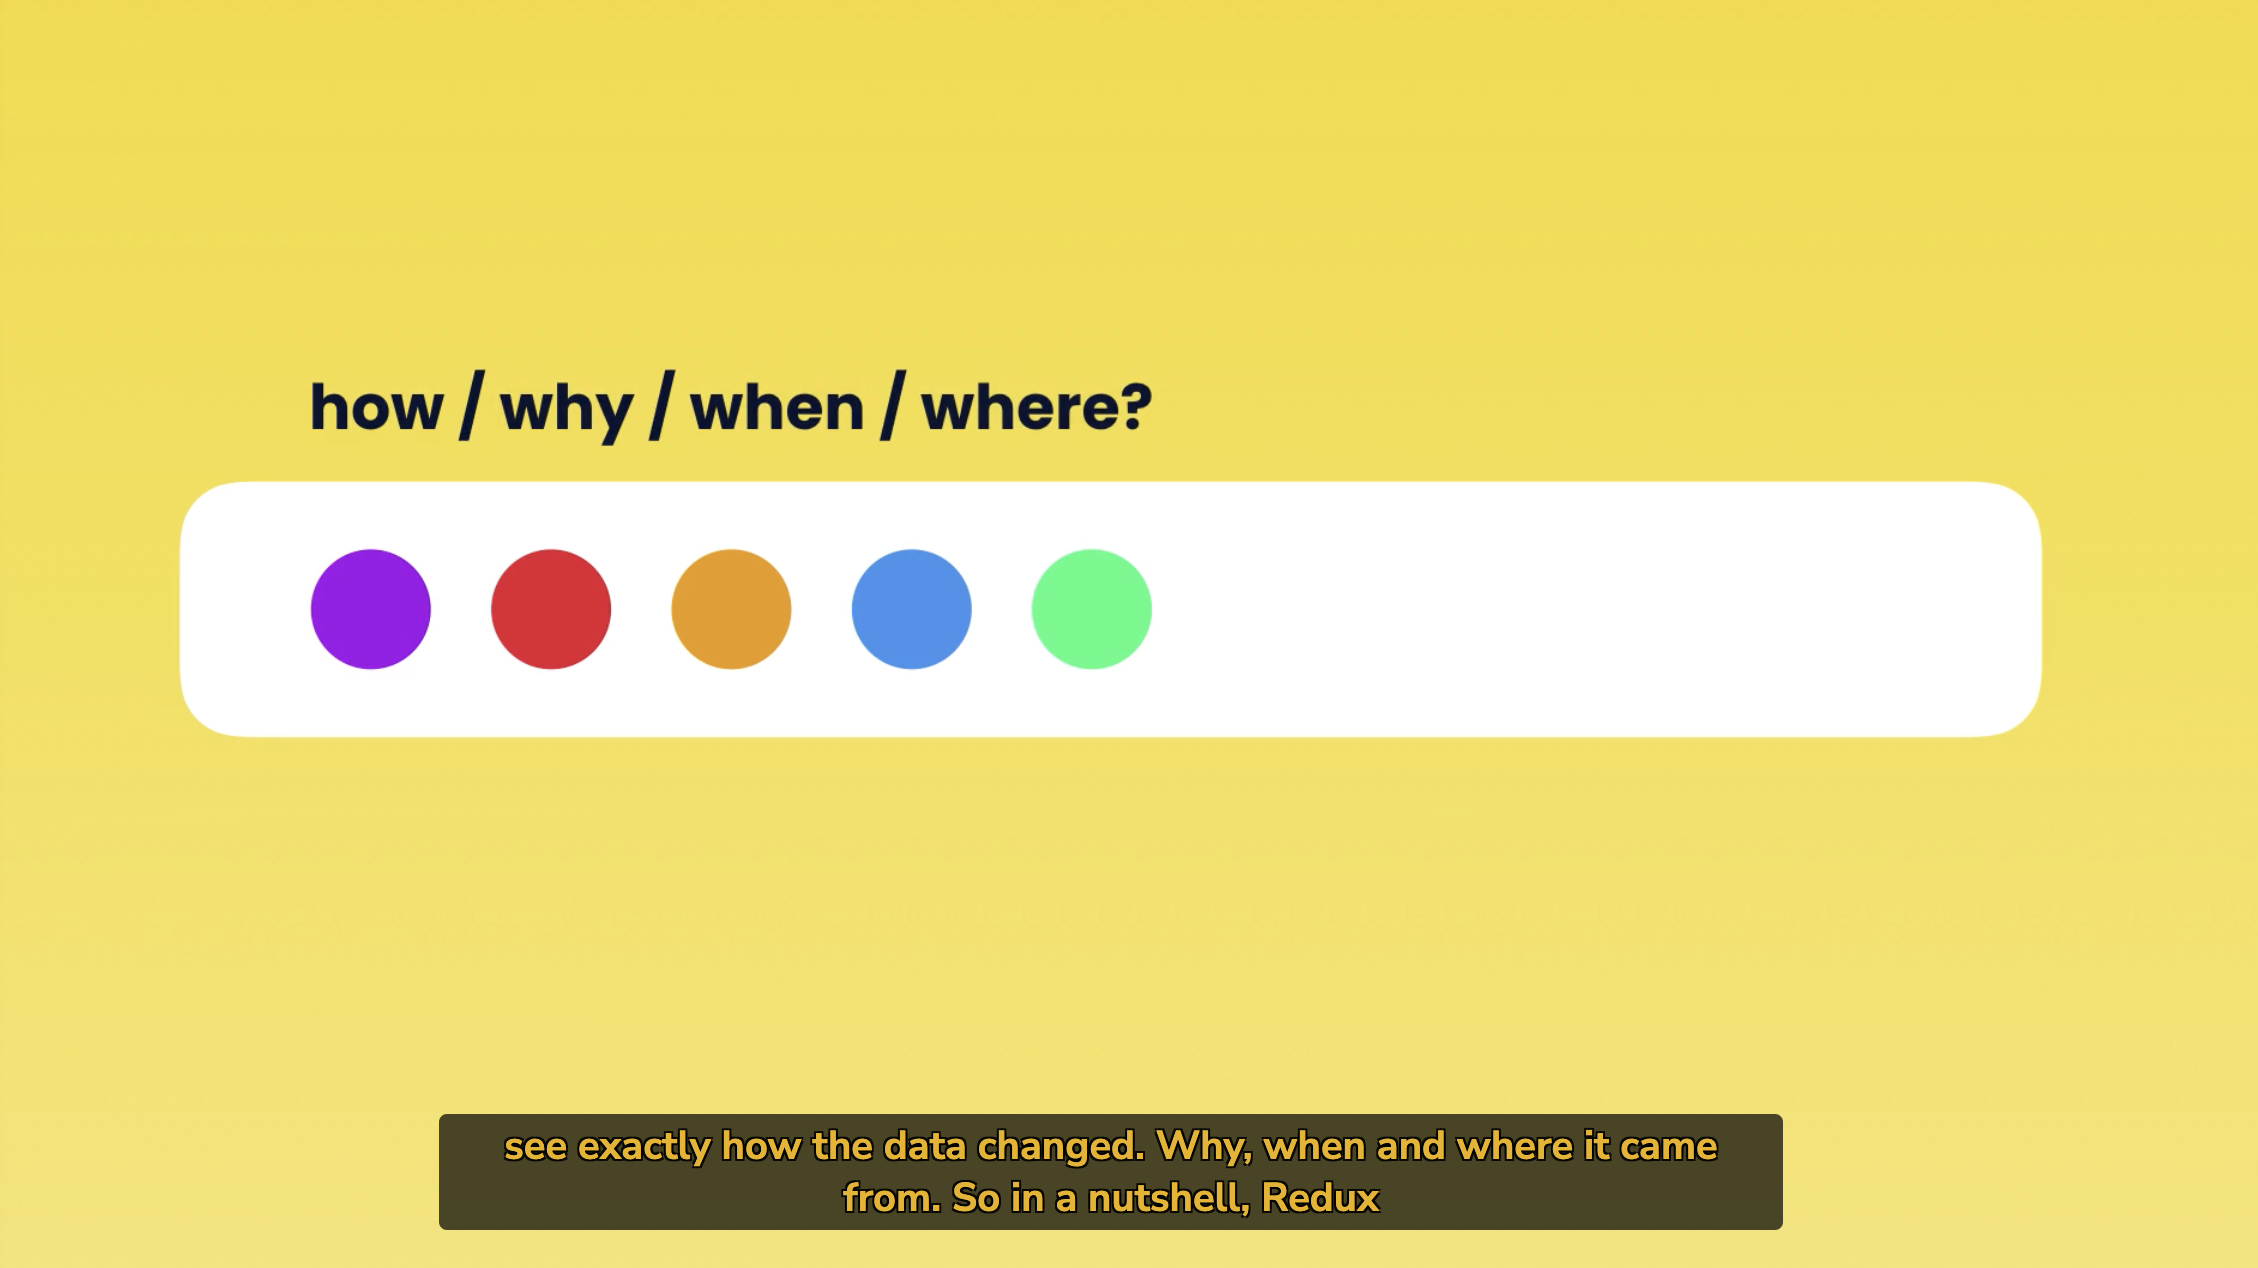 how / why / when / where?
see exactly how the data changed. Why, when and where it came
from. So in a nutshell, Redux